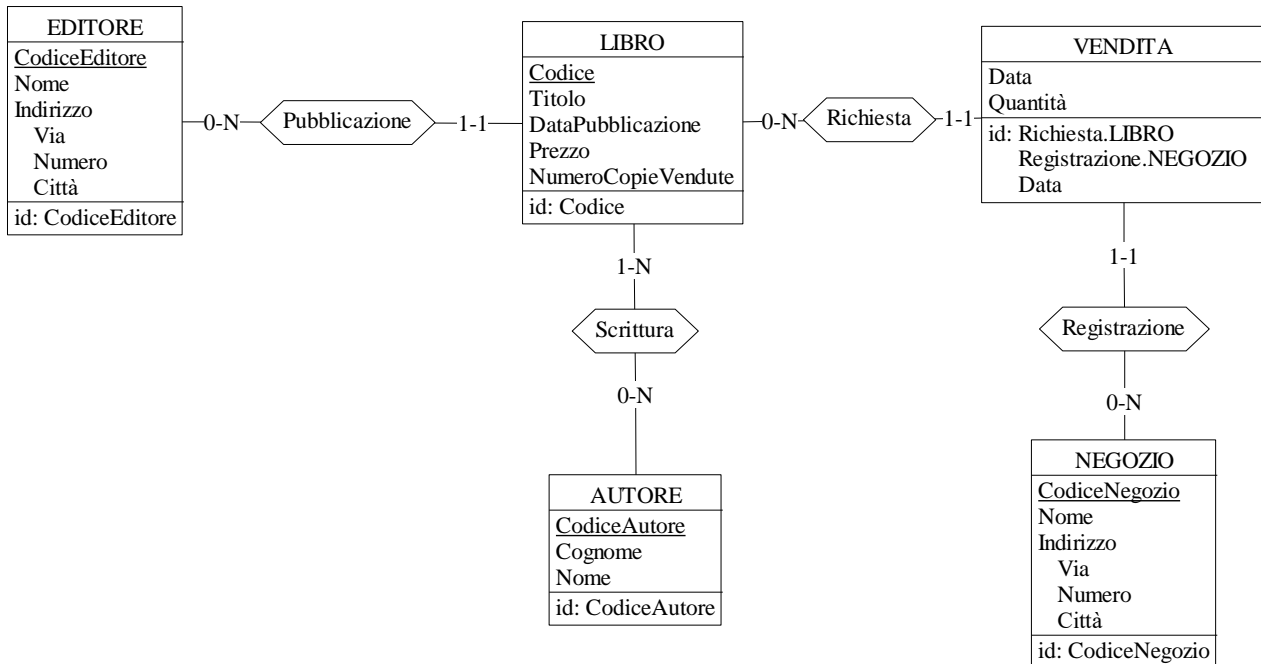 EDITORE
CodiceEditore
Nome
Indirizzo
Via
Numero
Città
id: CodiceEditore
0-N
Pubblicazione
1-1
LIBRO
Codice
Titolo
DataPubblicazione
Prezzo
NumeroCopieVendute
id: Codice
0-N
Richiesta
1-1
VENDITA
Data
Quantità
id: Richiesta.LIBRO
Registrazione.NEGOZIO
Data
1-N
Scrittura
0-N
AUTORE
CodiceAutore
Cognome
Nome
id: CodiceAutore
1-1
Registrazione
0-N
NEGOZIO
CodiceNegozio
Nome
Indirizzo
Via
Numero
Città
id: CodiceNegozio